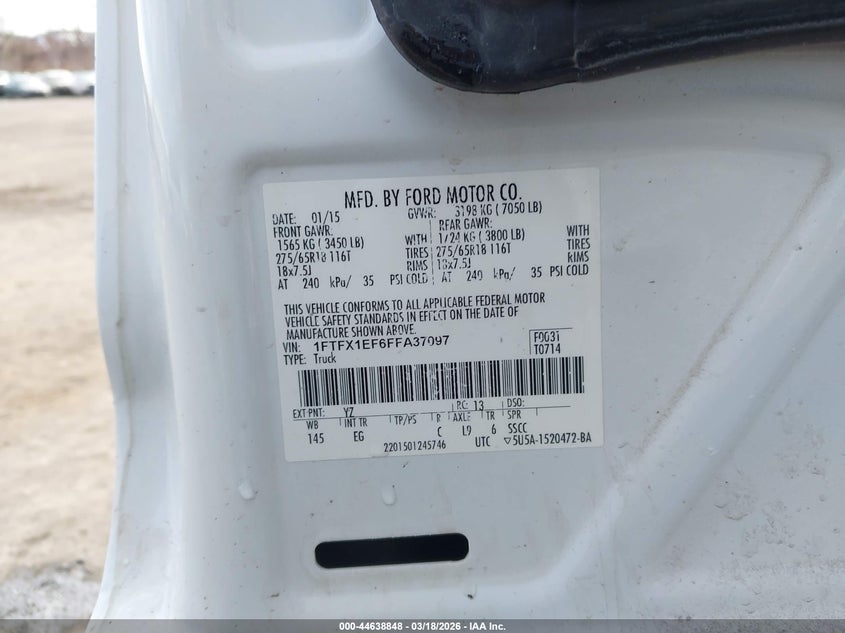 MFD. BY FORD MOTOR CO.
DATE: 01/15 GVWR: 3198 KG (7050 LB)
FRONT GAWR: REAR GAWR:
1565 KG (3450 LB) WITH 1724 KG (3800 LB) WITH
275/65R18 116T TIRES 275/65R18 116T TIRES
18x7.5J RIMS 18x7.5J RIMS
AT 240 kPa/ 35 PSI COLD AT 240 kPa/ 35 PSI COLD
THIS VEHICLE CONFORMS TO ALL APPLICABLE FEDERAL MOTOR
VEHICLE SAFETY STANDARDS IN EFFECT ON THE DATE OF
MANUFACTURE SHOWN ABOVE.
VIN: 1FTFX1EF6FFA37097 F0031
TYPE: Truck T0714
EXT PNT: YZ RC: 13 DSO:
WB INT TR TP/PS R AXLE TR SPR
145 EG C L9 6 SSCC
2201501245746 UTC ▽5U5A-1520472-BA
000-44638848 | 03/18/2026 | IAA Inc.